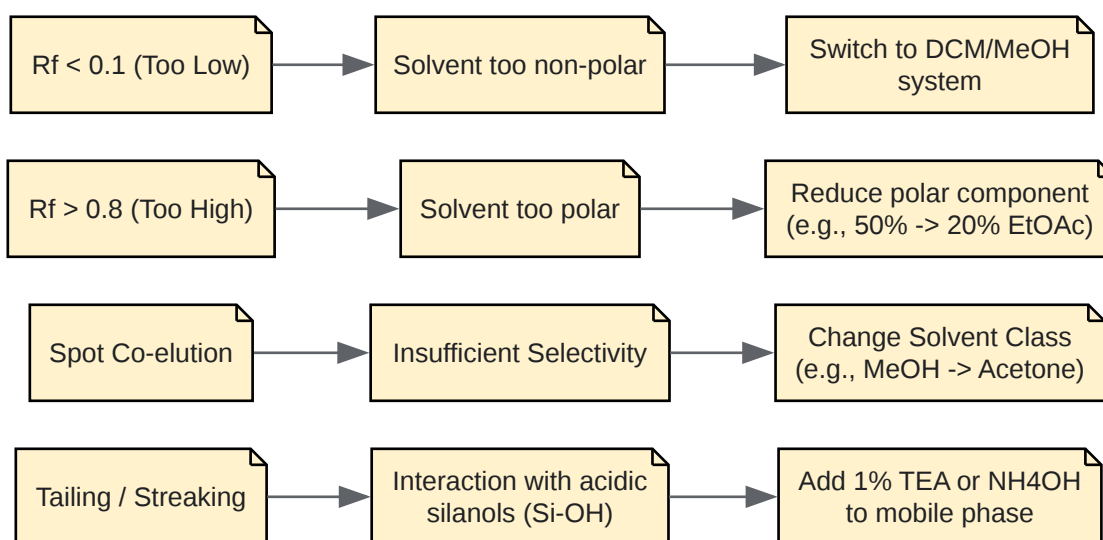 Rf < 0.1 (Too Low)
Solvent too non-polar
Switch to DCM/MeOH
system
Rf > 0.8 (Too High)
Solvent too polar
Reduce polar component
(e.g., 50% -> 20% EtOAc)
Spot Co-elution
Insufficient Selectivity
Change Solvent Class
(e.g., MeOH -> Acetone)
Tailing / Streaking
Interaction with acidic
silanols (Si-OH)
Add 1% TEA or NH4OH
to mobile phase